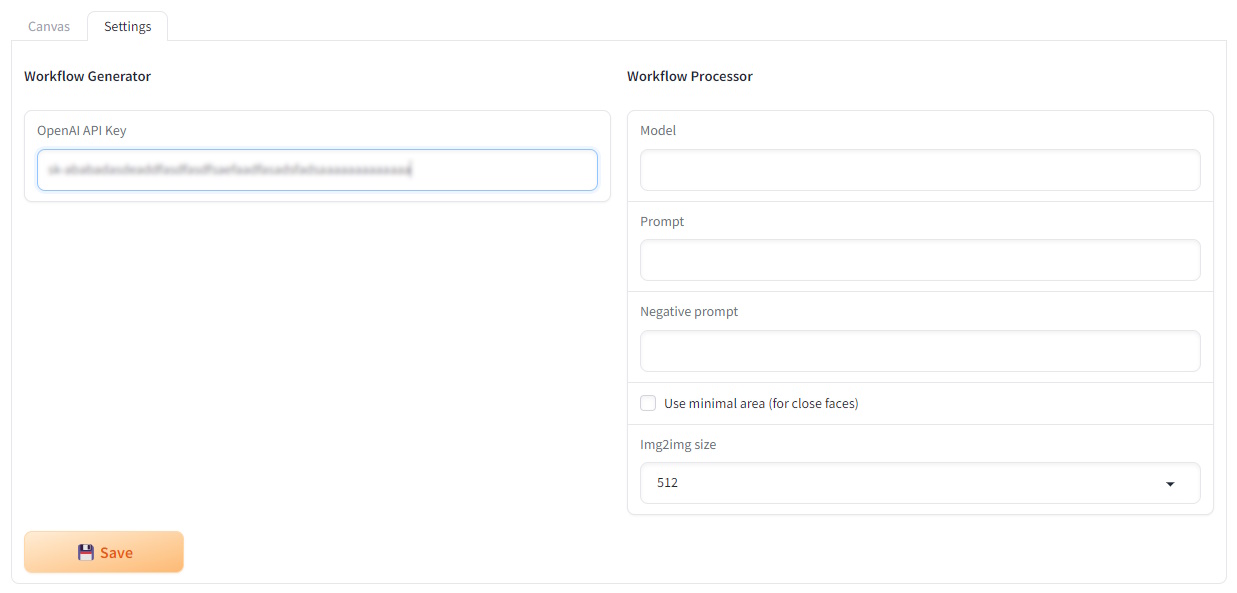 Canvas
Settings
Workflow Generator
OpenAI API Key
Workflow Processor
Model
Prompt
Negative prompt
Use minimal area (for close faces)
Img2img size
512
Save